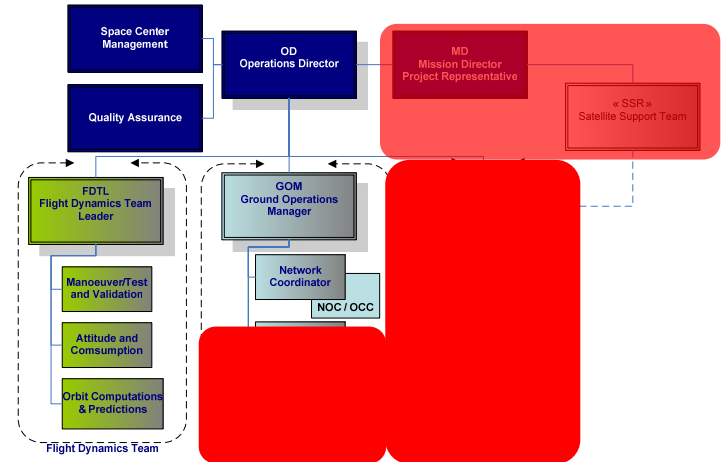 Space Center
Management
OD
Operations Director
MD
Mission Director
Project Representative
Quality Assurance
« SSR »
Satellite Support Team
FDTL
Flight Dynamics Team
Leader
GOM
Ground Operations
Manager
Network
Coordinator
NOC / OCC
Manoeuver/Test
and Validation
Attitude and
Comsumption
Orbit Computations
& Predictions
Flight Dynamics Team